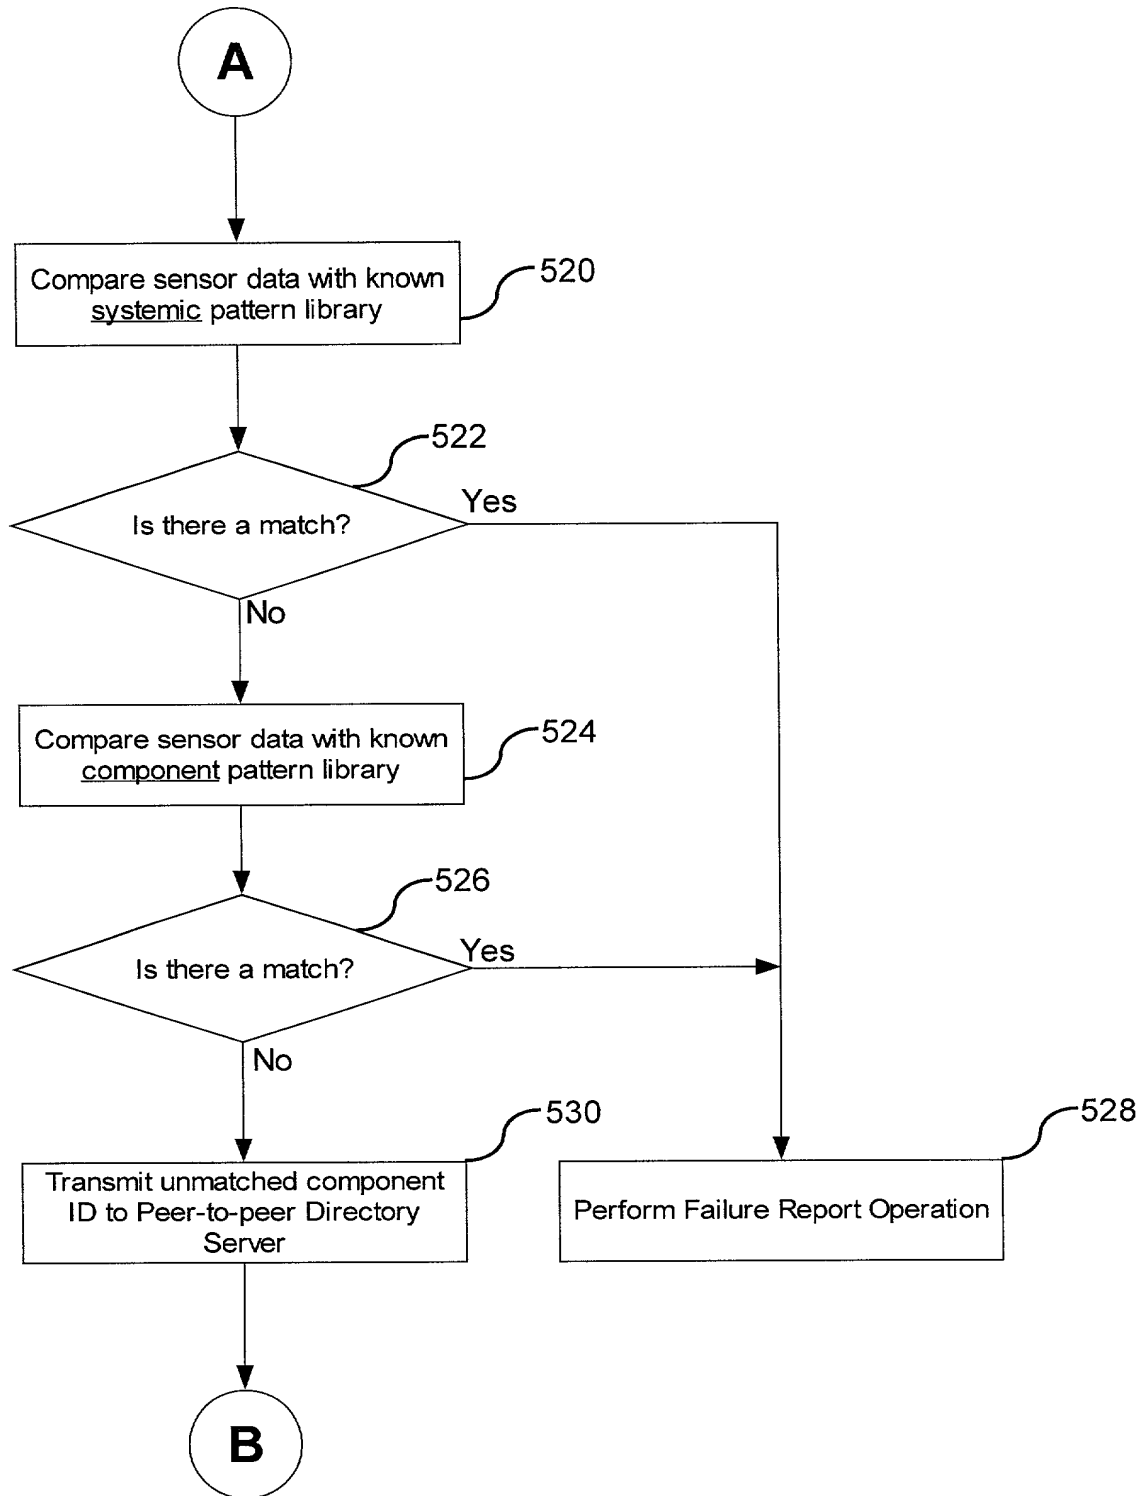 A
Compare sensor data with known
systemic pattern library
520
522
Is there a match?
Yes
No
Compare sensor data with known
component pattern library
524
526
Is there a match?
Yes
No
530
Transmit unmatched component
ID to Peer-to-peer Directory
Server
528
Perform Failure Report Operation
B